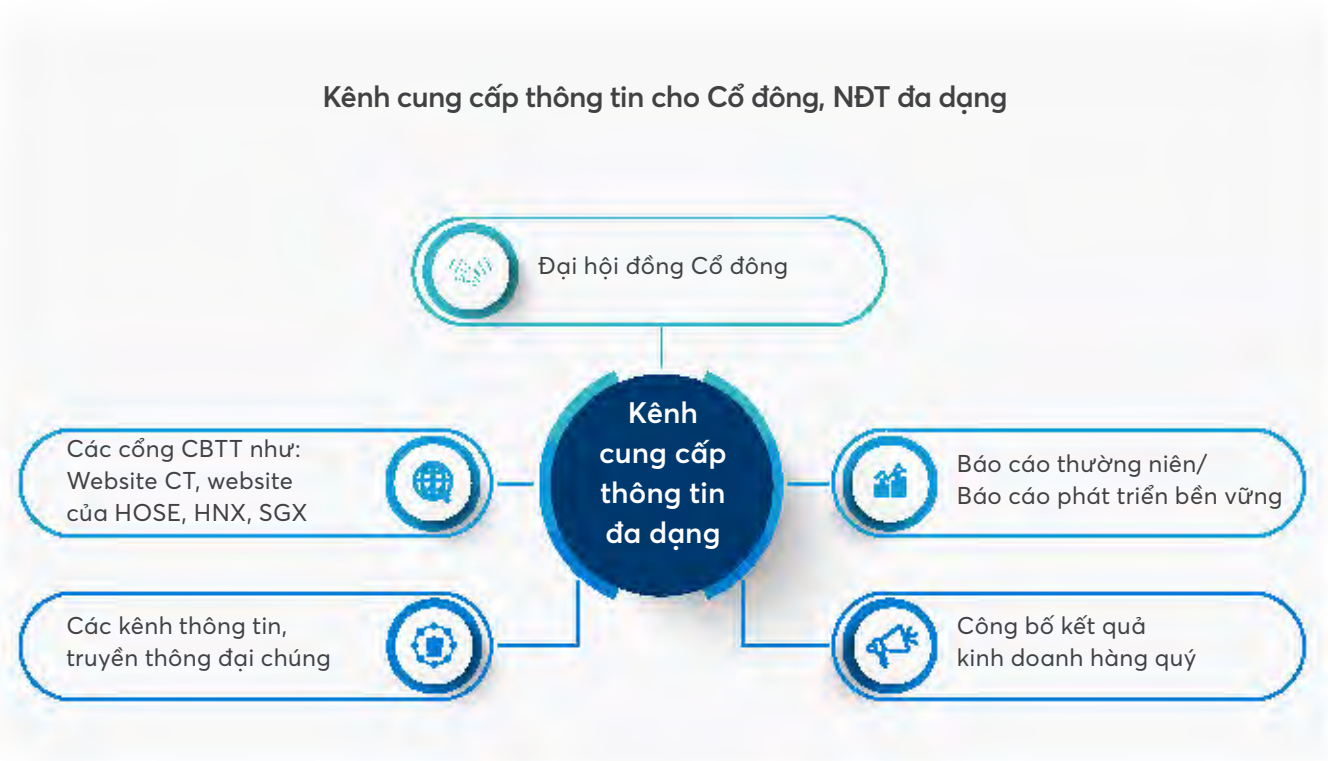 Kênh cung cấp thông tin cho Cổ đông, NĐT đa dạng
Đại hội đồng Cổ đông
Kênh
cung cấp
thông tin
đa dạng
Các cổng CBTT như:
Website CT, website
của HOSE, HNX, SGX
Báo cáo thường niên/
Báo cáo phát triển bền vững
Các kênh thông tin,
truyền thông đại chúng
Công bố kết quả
kinh doanh hàng quý